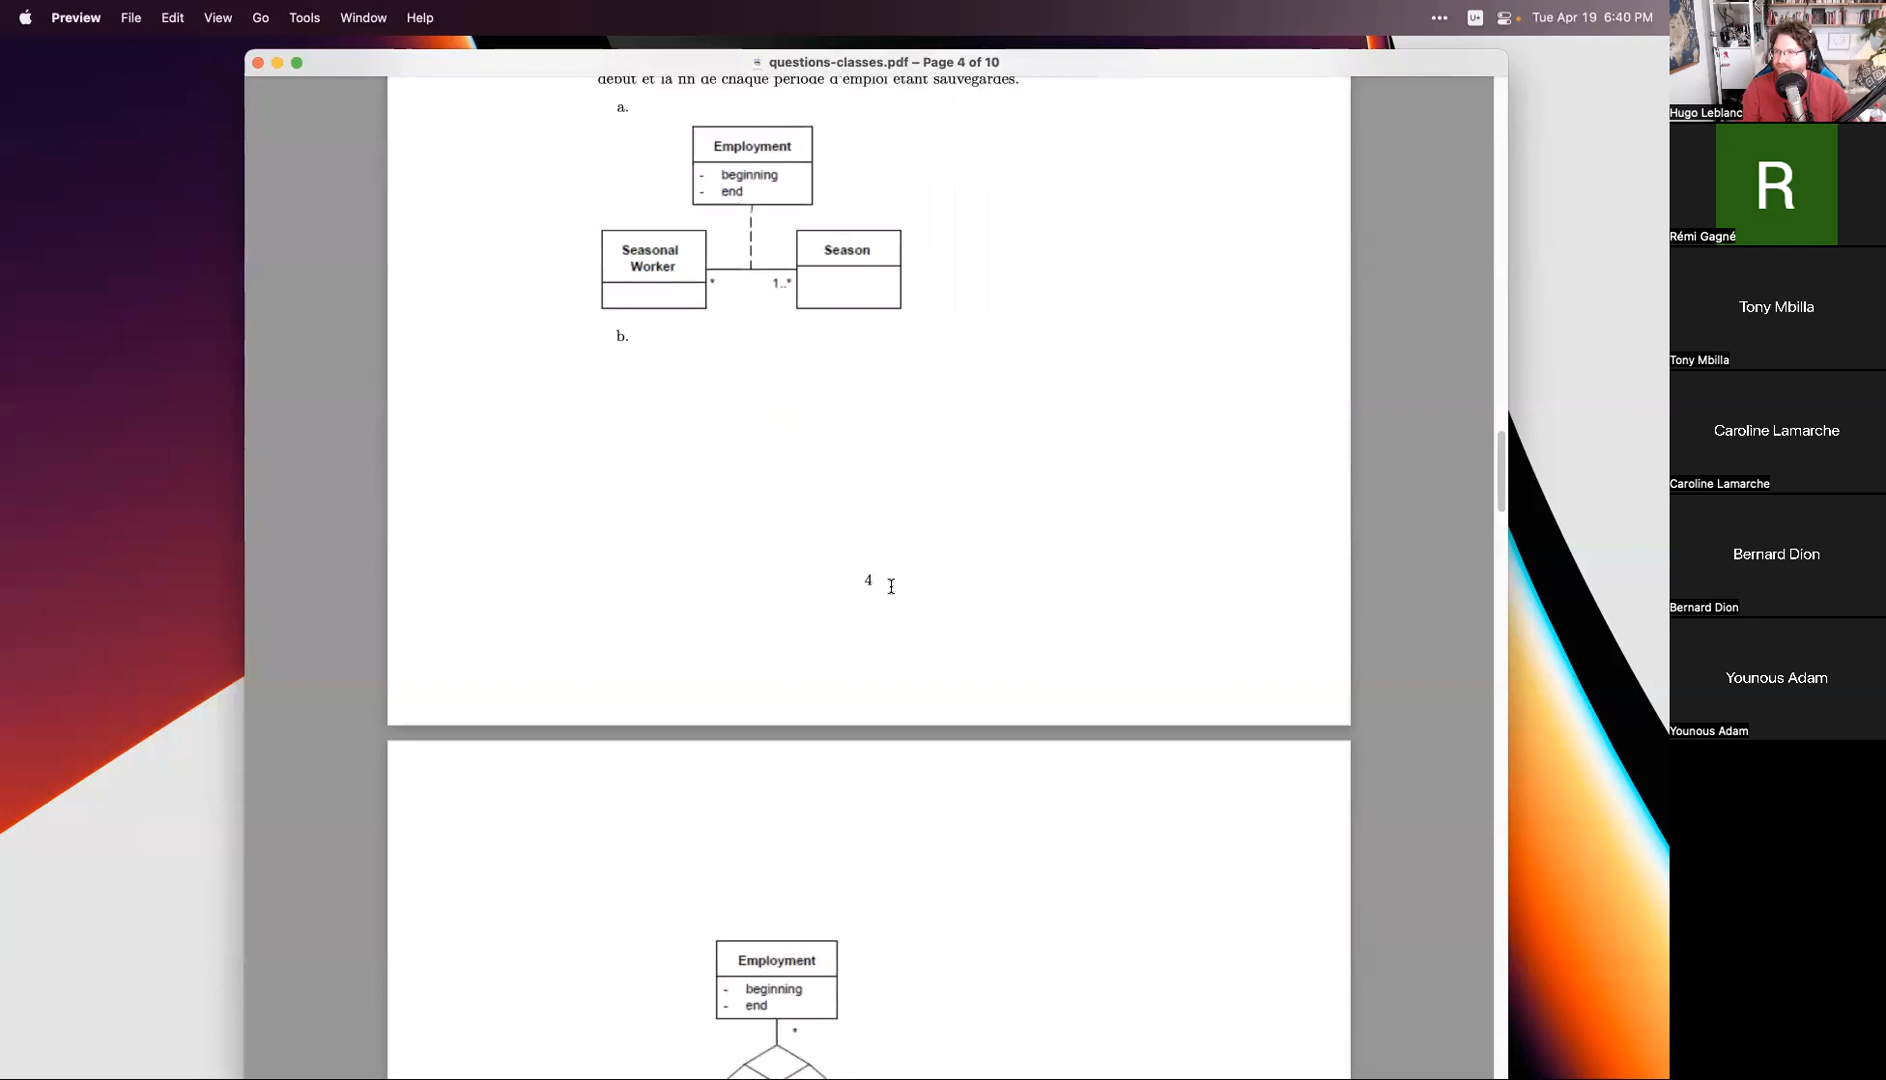 Preview File Edit View Go Tools Window Help
U+
Tue Apr 19 6:40 PM
questions-classes.pdf – Page 4 of 10
début et la fin de chaque période d'emploi étant sauvegardés.
a.
Employment
- beginning
- end
Seasonal
Worker
Season
*
1..*
b.
4
Employment
- beginning
- end
*
Hugo Leblanc
R
Rémi Gagné
Tony Mbilla
Tony Mbilla
Caroline Lamarche
Caroline Lamarche
Bernard Dion
Bernard Dion
Younous Adam
Younous Adam